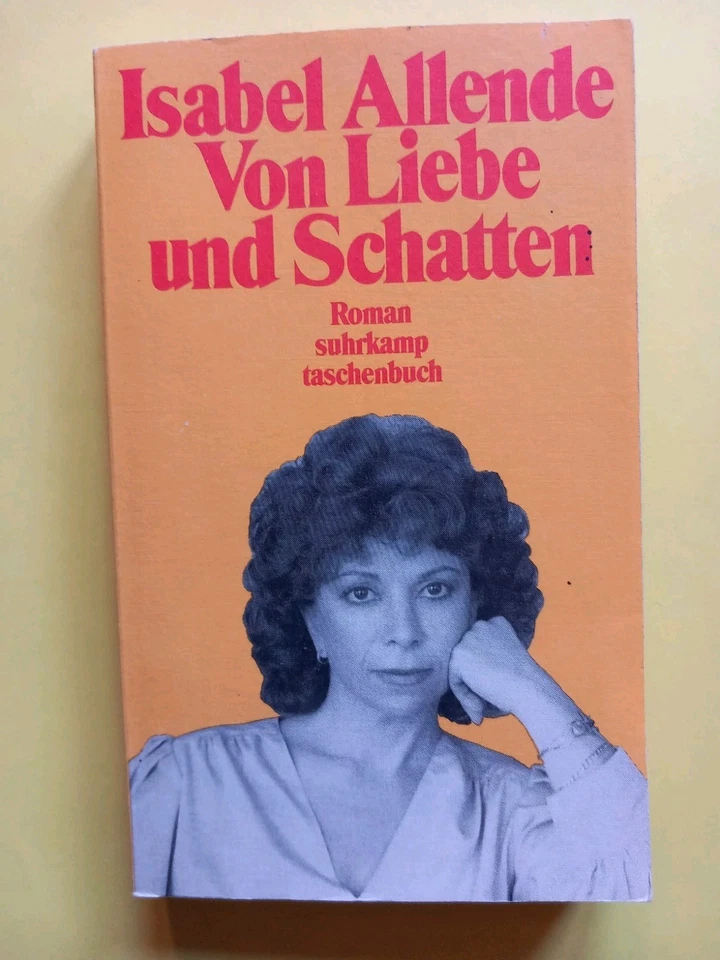 Isabel Allende
Von Liebe
und Schatten
Roman
suhrkamp
taschenbuch